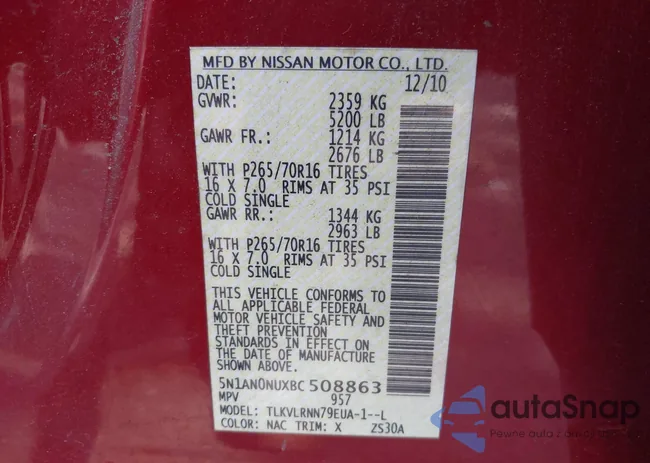 MFD BY NISSAN MOTOR CO., LTD.
DATE: 12/10
GVWR: 2359 KG
5200 LB
GAWR FR.: 1214 KG
2676 LB
WITH P265/70R16 TIRES
16 X 7.0 RIMS AT 35 PSI
COLD SINGLE
GAWR RR.: 1344 KG
2963 LB
WITH P265/70R16 TIRES
16 X 7.0 RIMS AT 35 PSI
COLD SINGLE
THIS VEHICLE CONFORMS TO
ALL APPLICABLE FEDERAL
MOTOR VEHICLE SAFETY AND
THEFT PREVENTION
STANDARDS IN EFFECT ON
THE DATE OF MANUFACTURE
SHOWN ABOVE.
5N1AN0NUXBC 508863
MPV 957
MODEL: TLKVLRNN79EUA-1--L
COLOR: NAC TRIM: X ZS30A
autoSnap
Pewne auto z USA